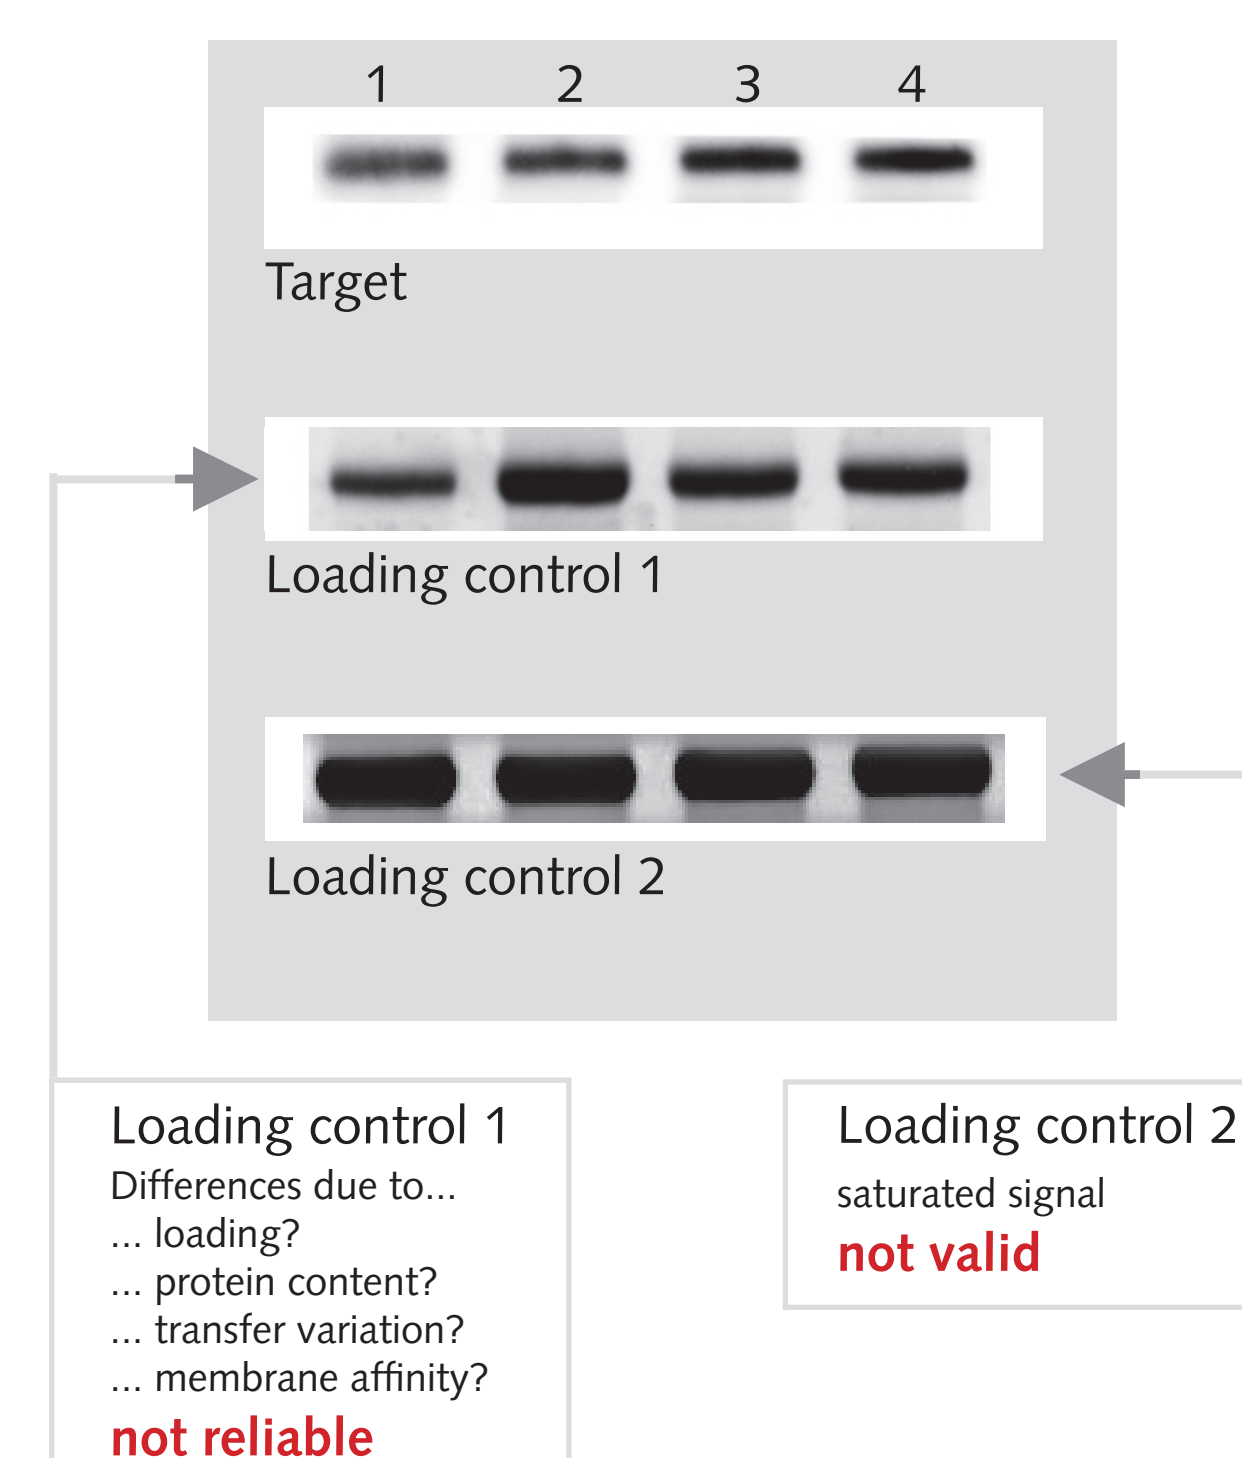 1 2 3 4
Target
Loading control 1
Loading control 2
Loading control 1
Differences due to...
... loading?
... protein content?
... transfer variation?
... membrane affinity?
not reliable
Loading control 2
saturated signal
not valid